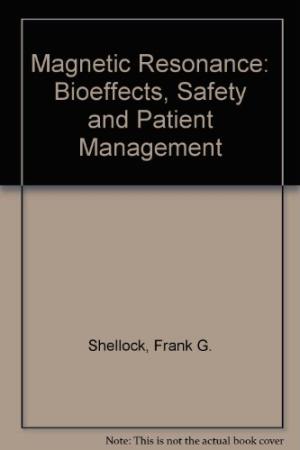 Magnetic Resonance:
Bioeffects, Safety
and Patient
Management
Shellock, Frank G.
Note: This is not the actual book cover